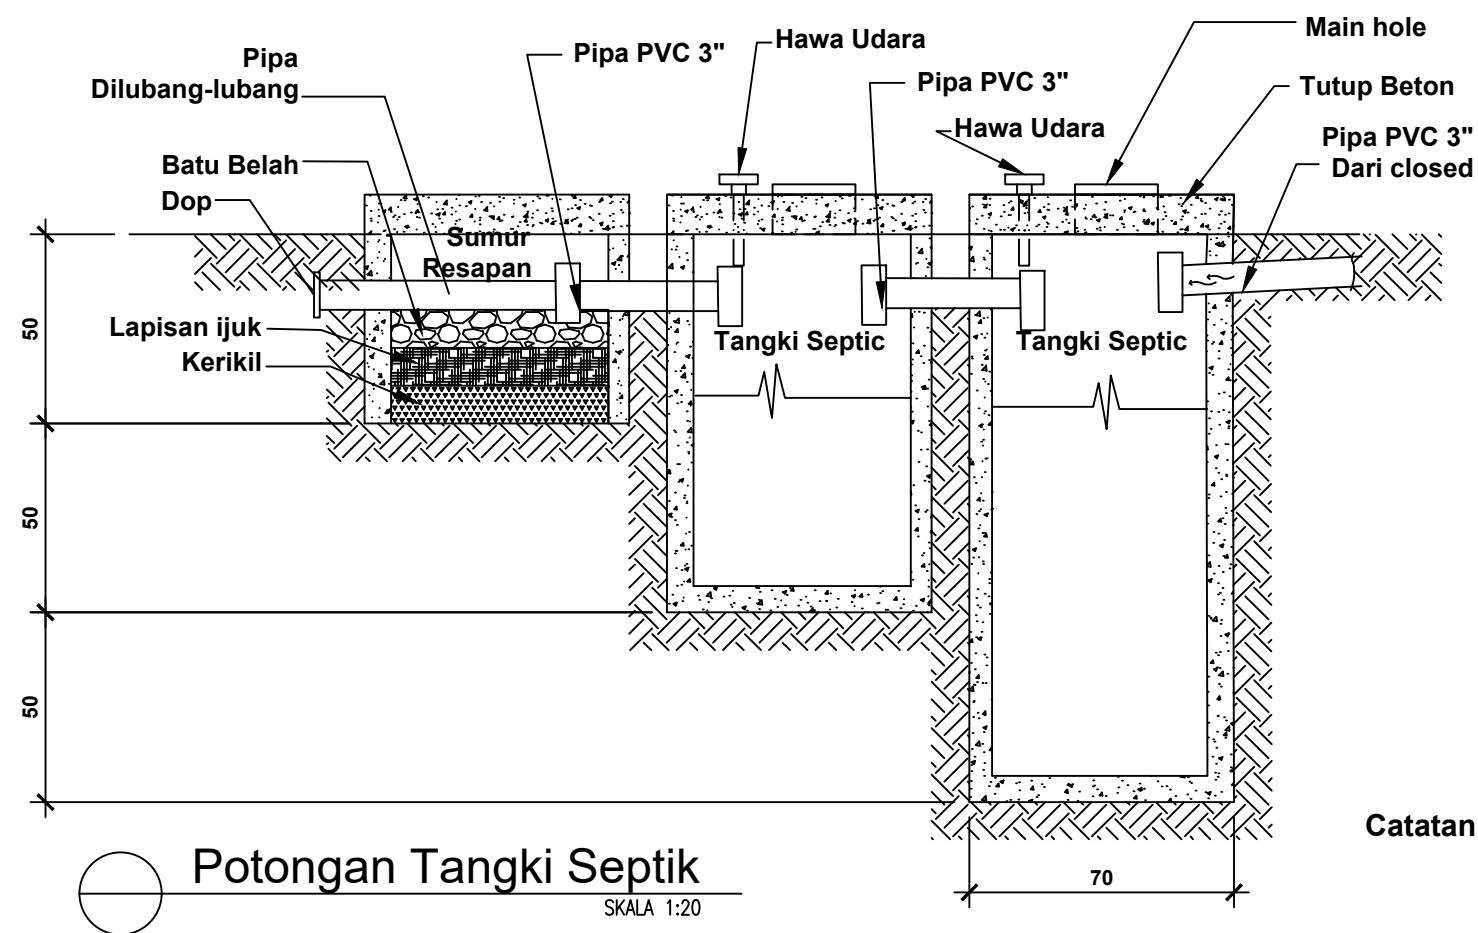 Main hole
Hawa Udara
Pipa PVC 3"
Pipa
Dilubang-lubang
Pipa PVC 3"
Tutup Beton
Hawa Udara
Pipa PVC 3"
Dari closed
Batu Belah
Dop
Sumur
Resapan
Lapisan ijuk
Kerikil
Tangki Septic
Tangki Septic
50
50
50
70
Catatan
Potongan Tangki Septik
SKALA 1:20